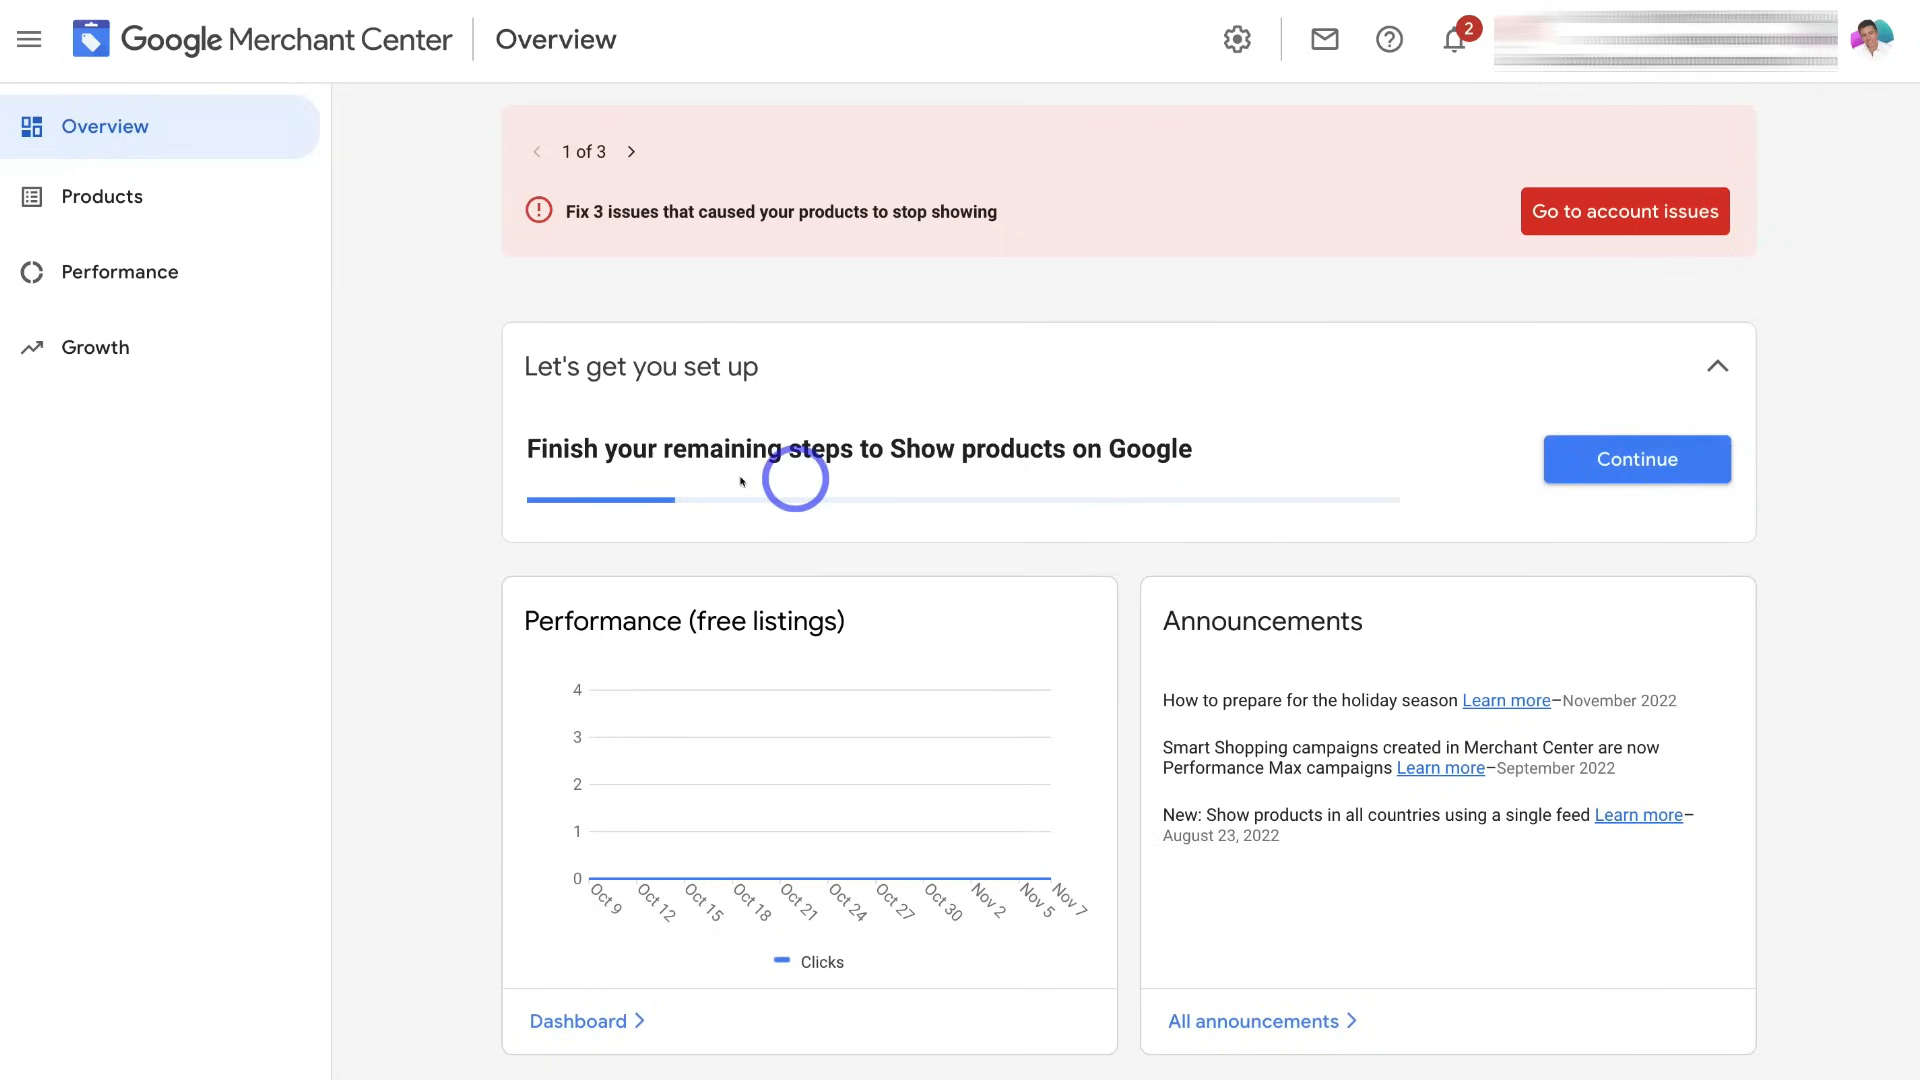 Google Merchant Center
Overview
2
Overview
Products
Performance
Growth
1 of 3
Fix 3 issues that caused your products to stop showing
Go to account issues
Let's get you set up
Finish your remaining steps to Show products on Google
Continue
Performance (free listings)
4
3
2
1
0
Oct 9
Oct 12
Oct 15
Oct 18
Oct 21
Oct 24
Oct 27
Oct 30
Nov 2
Nov 5
Nov 7
Clicks
Dashboard
Announcements
How to prepare for the holiday season Learn more–November 2022
Smart Shopping campaigns created in Merchant Center are now
Performance Max campaigns Learn more–September 2022
New: Show products in all countries using a single feed Learn more–
August 23, 2022
All announcements